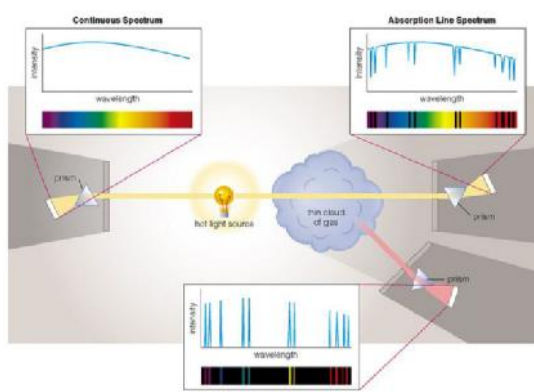 Continuous Spectrum
intensity
wavelength
Absorption Line Spectrum
intensity
wavelength
prism
hot light source
thin cloud
of gas
prism
prism
intensity
wavelength